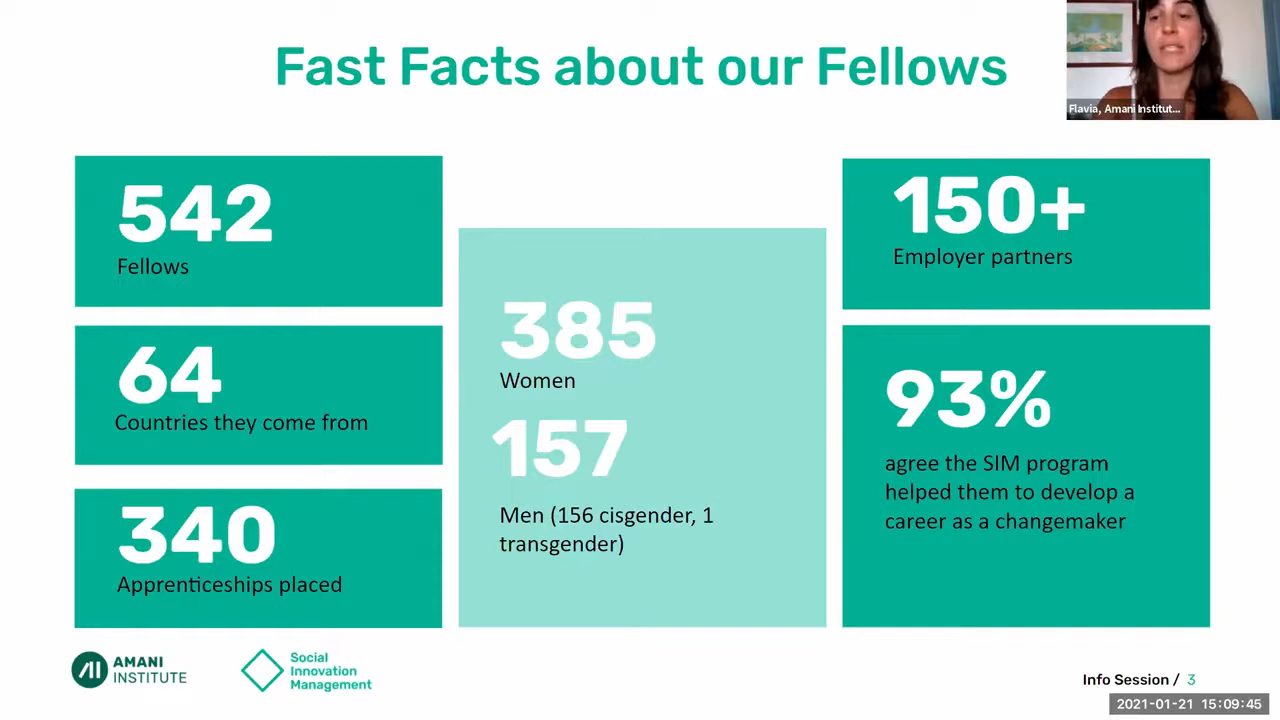 Fast Facts about our Fellows
Flavia, Amani Institut...
542
Fellows
64
Countries they come from
340
Apprenticeships placed
385
Women
157
Men (156 cisgender, 1
transgender)
150+
Employer partners
93%
agree the SIM program
helped them to develop a
career as a changemaker
AMANI
INSTITUTE
Social
Innovation
Management
Info Session / 3
2021-01-21 15:09:45